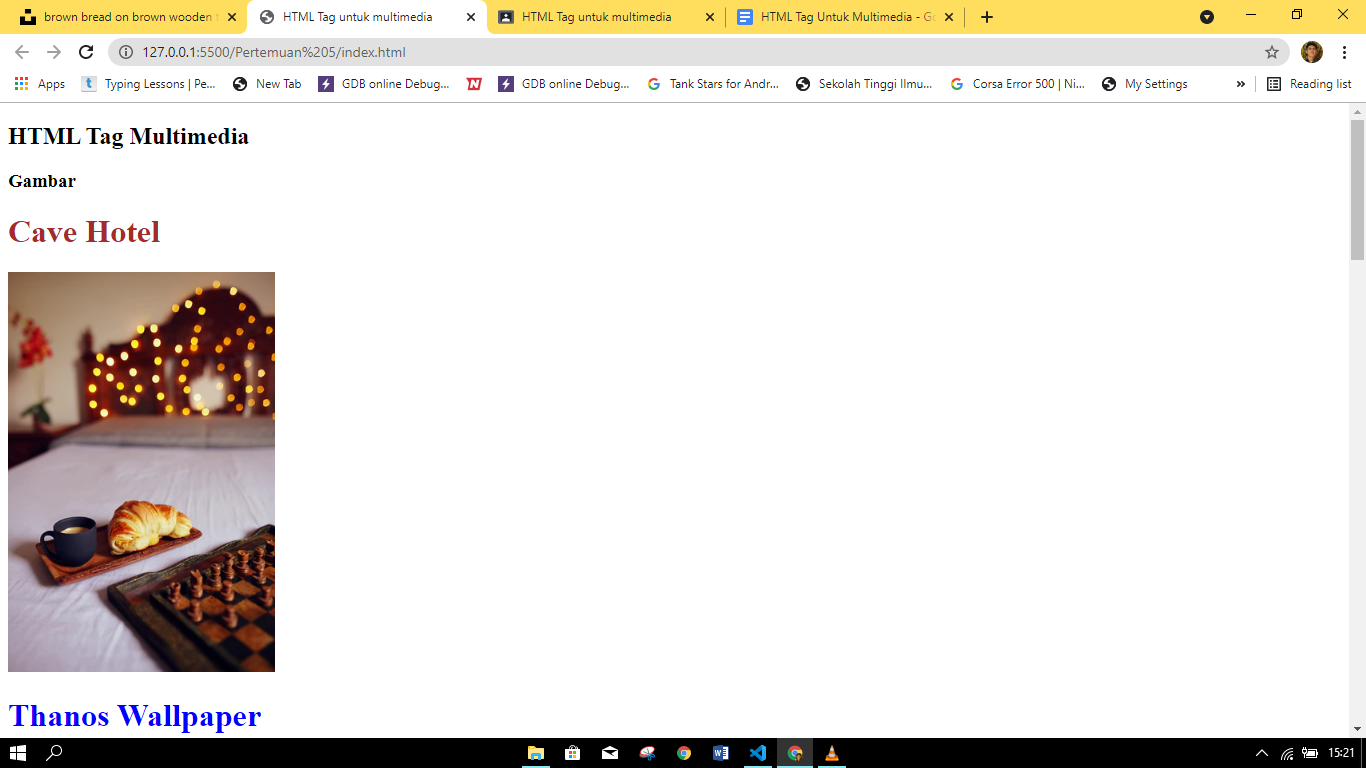 brown bread on brown wooden t
HTML Tag untuk multimedia
HTML Tag untuk multimedia
HTML Tag Untuk Multimedia - Go
127.0.0.1:5500/Pertemuan%205/index.html
Apps
Typing Lessons | Pe...
New Tab
GDB online Debug...
GDB online Debug...
Tank Stars for Andr...
Sekolah Tinggi Ilmu...
Corsa Error 500 | Ni...
My Settings
»
Reading list
HTML Tag Multimedia
Gambar
Cave Hotel
Thanos Wallpaper
15:21